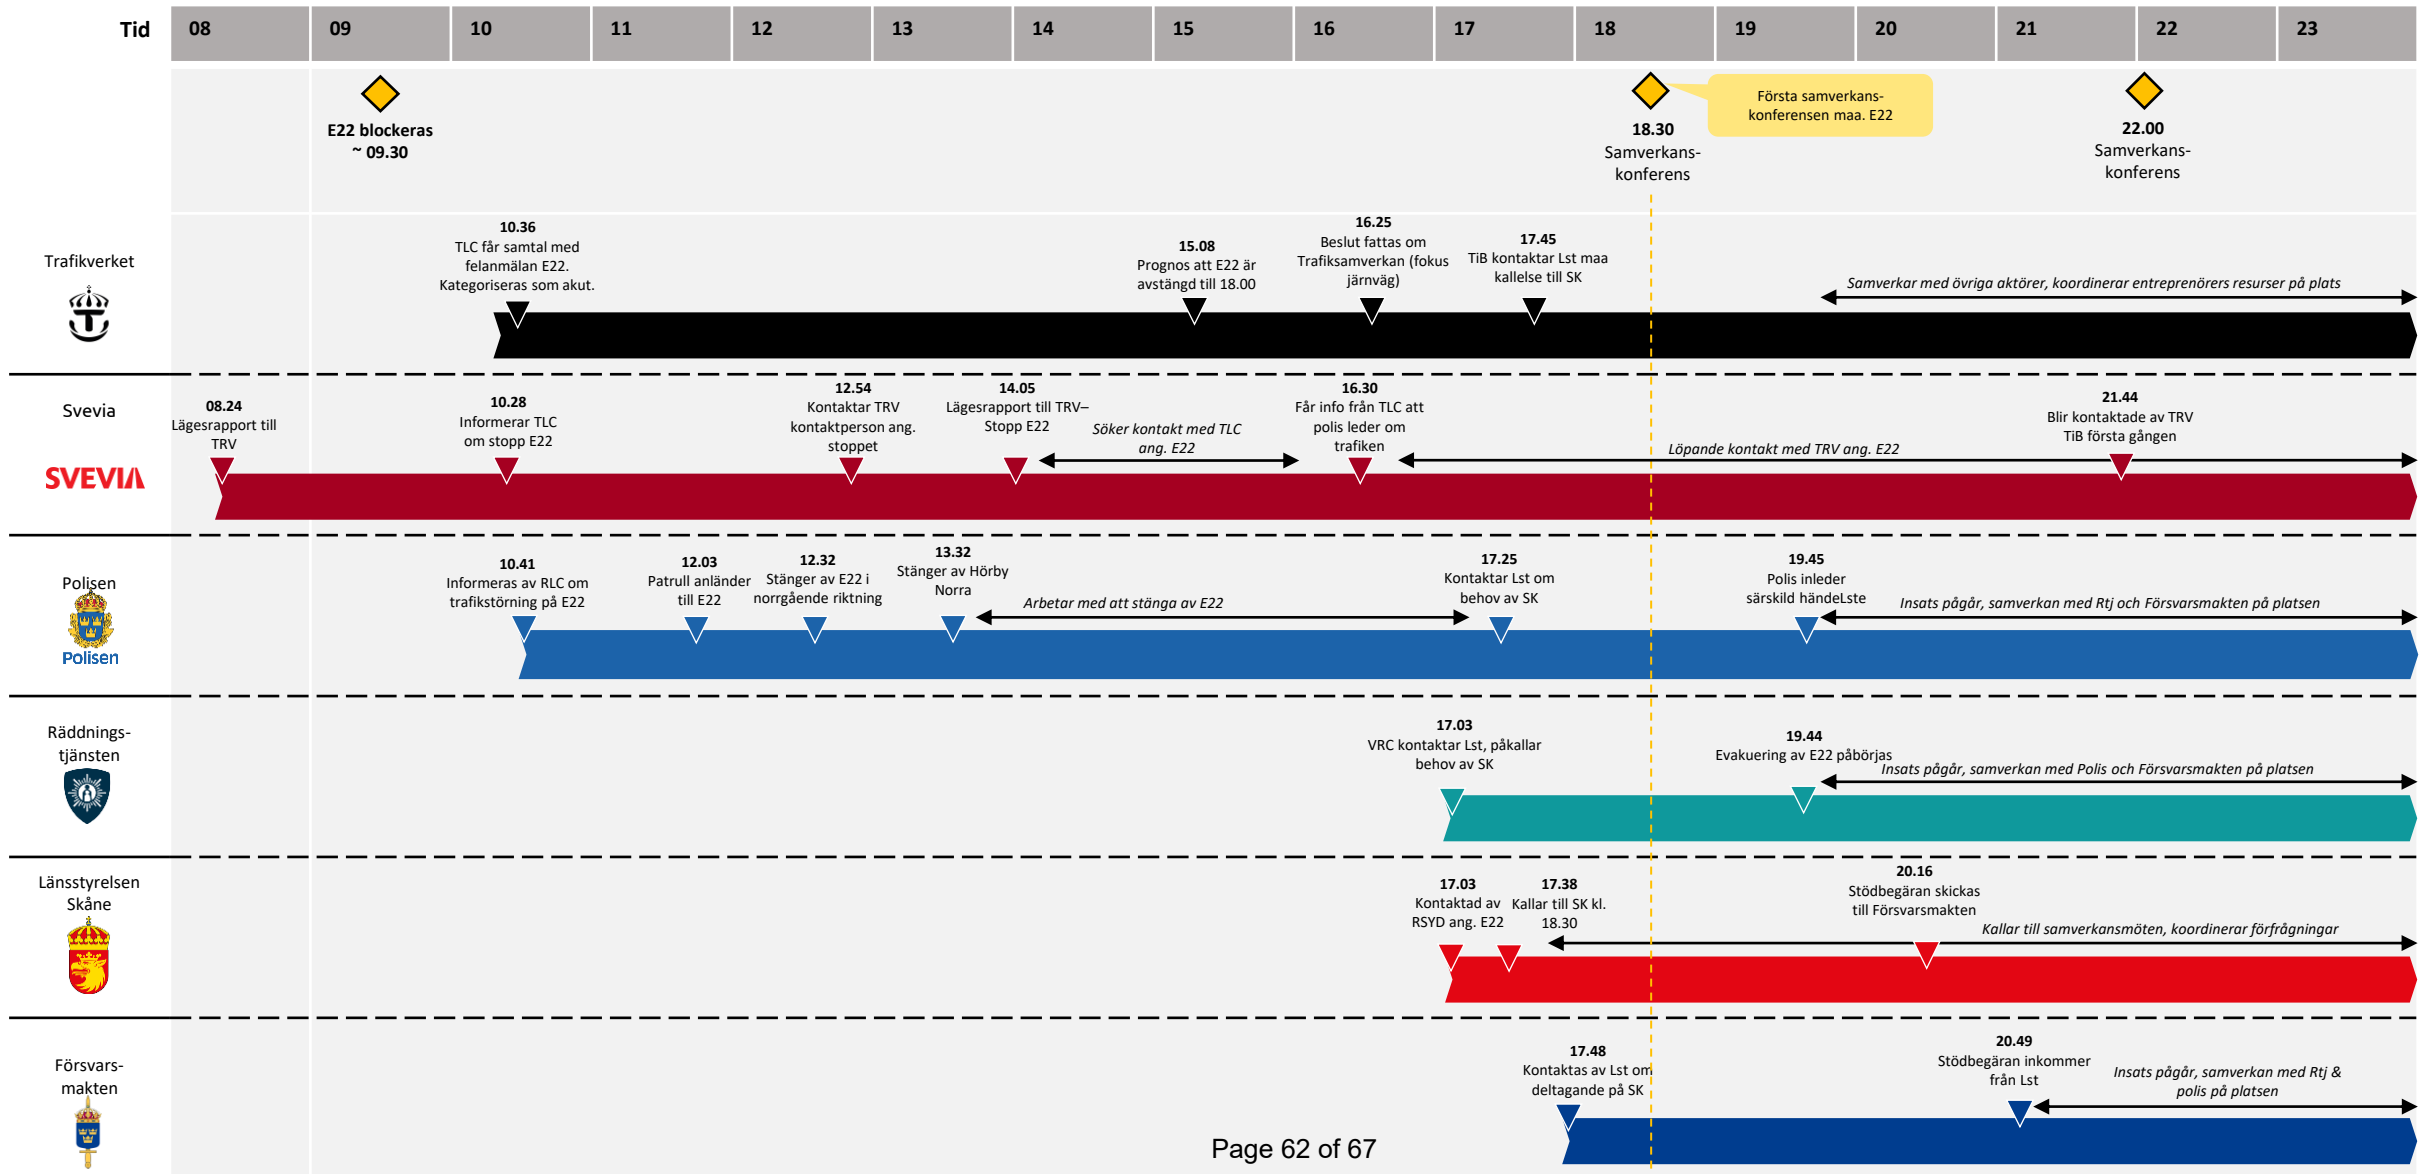 Tid 08 09 10 11 12 13 14 15 16 17 18 19 20 21 22 23
E22 blockeras
~ 09.30
18.30
Samverkans-
konferens
Första samverkans-
konferensen maa. E22
22.00
Samverkans-
konferens
Trafikverket
10.36
TLC får samtal med
felanmälan E22.
Kategoriseras som akut.
15.08
Prognos att E22 är
avstängd till 18.00
16.25
Beslut fattas om
Trafiksamverkan (fokus
järnväg)
17.45
TiB kontaktar Lst maa
kallelse till SK
Samverkar med övriga aktörer, koordinerar entreprenörers resurser på plats
Svevia
SVEVIA
08.24
Lägesrapport till
TRV
10.28
Informerar TLC
om stopp E22
12.54
Kontaktar TRV
kontaktperson ang.
stoppet
14.05
Lägesrapport till TRV–
Stopp E22
Söker kontakt med TLC
ang. E22
16.30
Får info från TLC att
polis leder om
trafiken
Löpande kontakt med TRV ang. E22
21.44
Blir kontaktade av TRV
TiB första gången
Polisen
Polisen
10.41
Informeras av RLC om
trafikstörning på E22
12.03
Patrull anländer
till E22
12.32
Stänger av E22 i
norrgående riktning
13.32
Stänger av Hörby
Norra
Arbetar med att stänga av E22
17.25
Kontaktar Lst om
behov av SK
19.45
Polis inleder
särskild händeLste
Insats pågår, samverkan med Rtj och Försvarsmakten på platsen
Räddnings-
tjänsten
17.03
VRC kontaktar Lst, påkallar
behov av SK
19.44
Evakuering av E22 påbörjas
Insats pågår, samverkan med Polis och Försvarsmakten på platsen
Länsstyrelsen
Skåne
17.03
Kontaktad av
RSYD ang. E22
17.38
Kallar till SK kl.
18.30
20.16
Stödbegäran skickas
till Försvarsmakten
Kallar till samverkansmöten, koordinerar förfrågningar
Försvars-
makten
17.48
Kontaktas av Lst om
deltagande på SK
20.49
Stödbegäran inkommer
från Lst
Insats pågår, samverkan med Rtj &
polis på platsen
Page 62 of 67